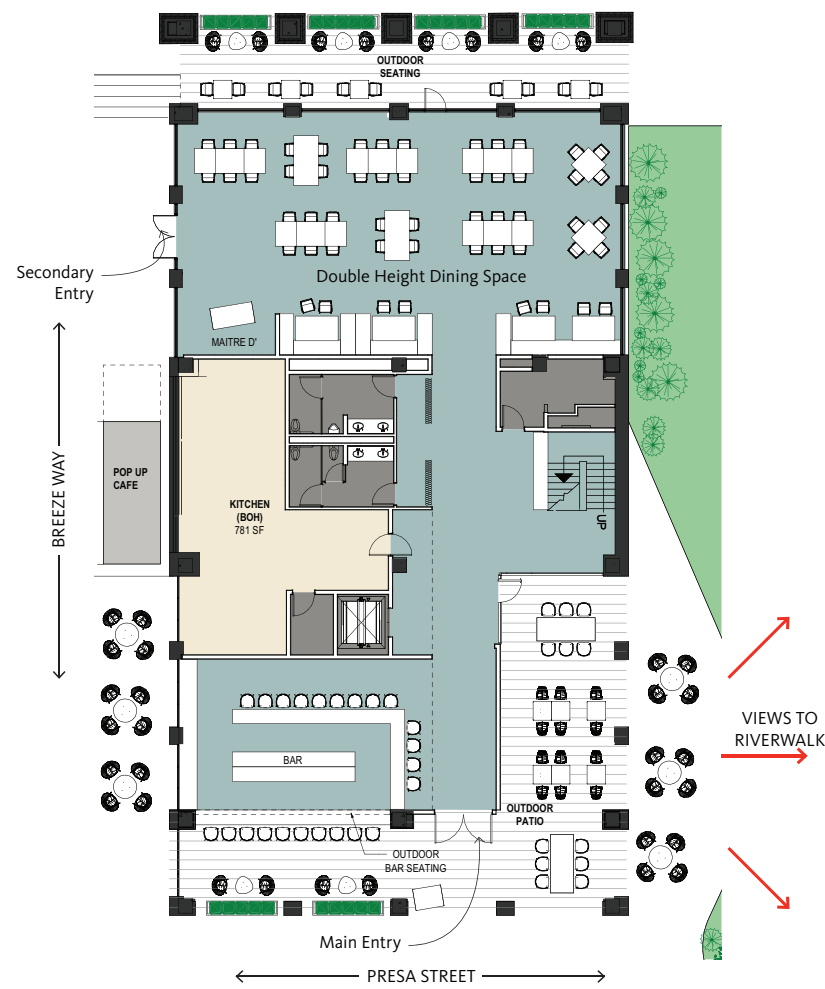 OUTDOOR
SEATING
Secondary
Entry
Double Height Dining Space
MAITRE D'
BREEZE WAY
POP UP
CAFE
KITCHEN
(BOH)
781 SF
UP
VIEWS TO
RIVERWALK
BAR
OUTDOOR
PATIO
OUTDOOR
BAR SEATING
Main Entry
PRESA STREET